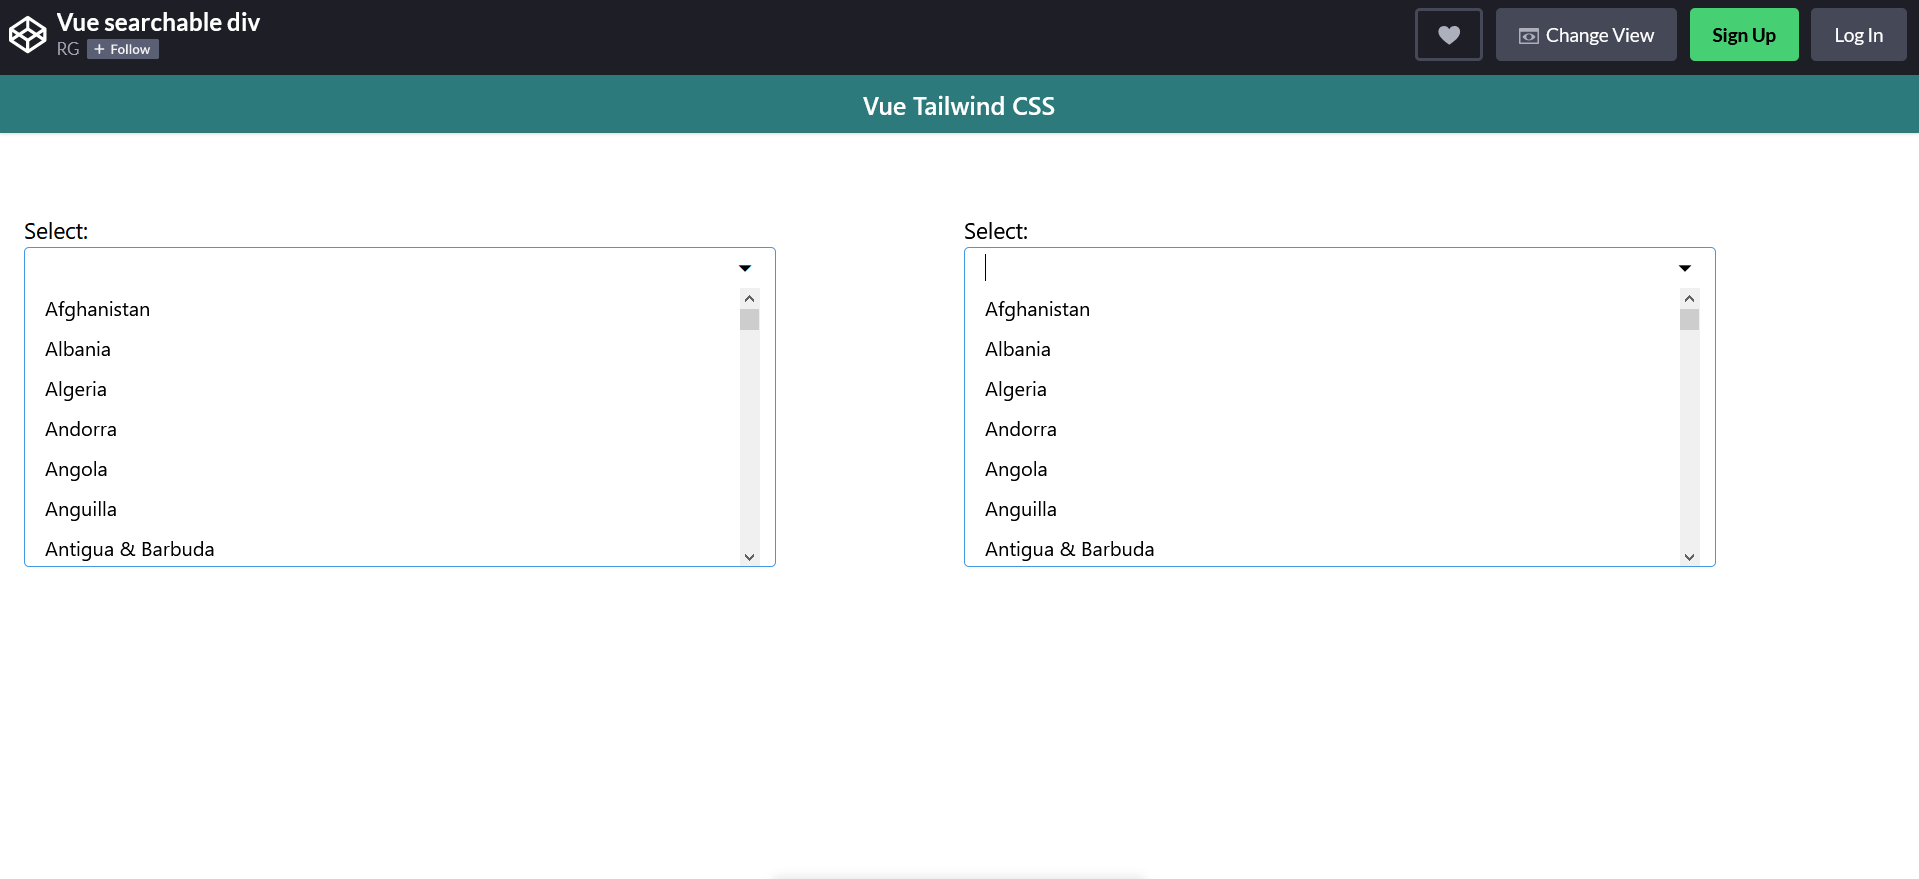 Vue searchable div
RG + Follow
Change View
Sign Up
Log In
Vue Tailwind CSS
Select:
Afghanistan
Albania
Algeria
Andorra
Angola
Anguilla
Antigua & Barbuda
Select:
Afghanistan
Albania
Algeria
Andorra
Angola
Anguilla
Antigua & Barbuda